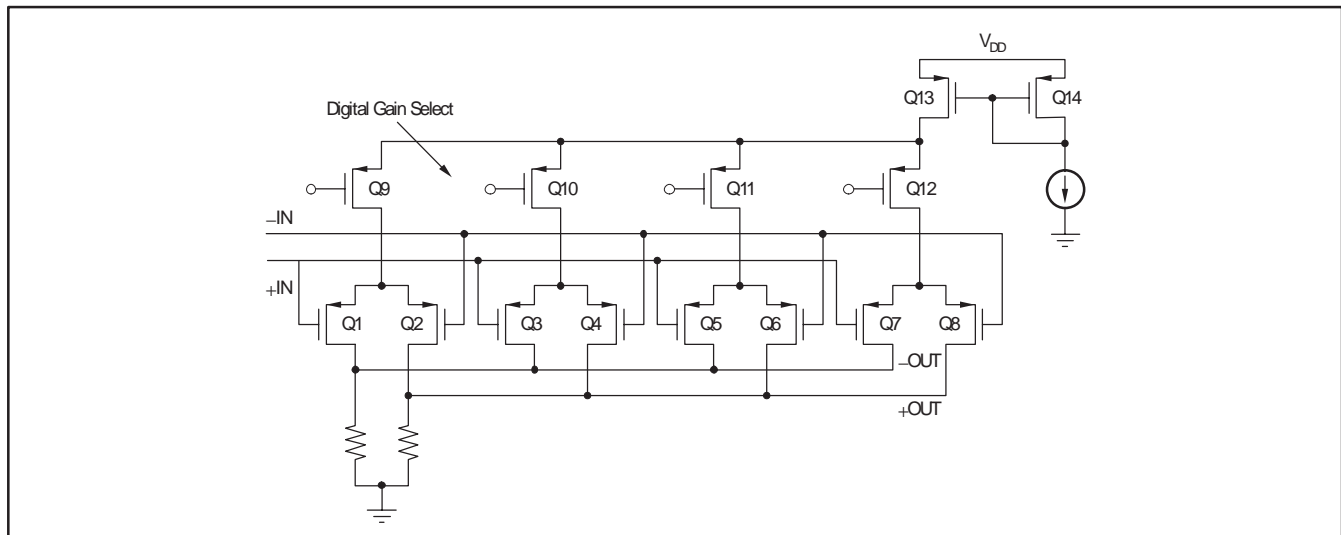 V_DD
Q13
Q14
Digital Gain Select
Q9
Q10
Q11
Q12
–IN
+IN
Q1
Q2
Q3
Q4
Q5
Q6
Q7
Q8
–OUT
+OUT